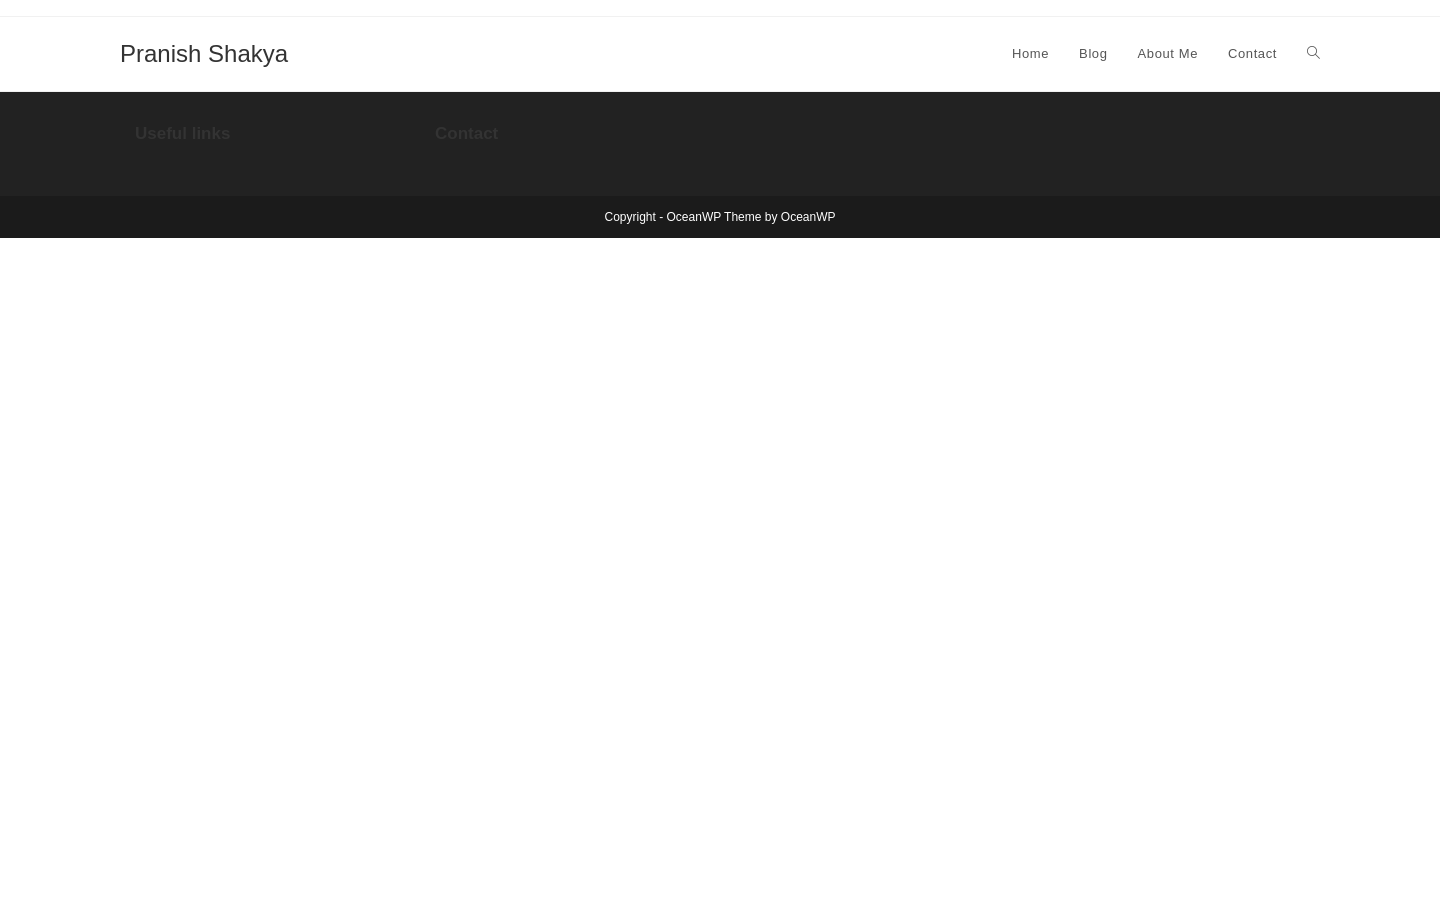 Pranish Shakya
Home
Blog
About Me
Contact
Useful links
Contact
Copyright - OceanWP Theme by OceanWP